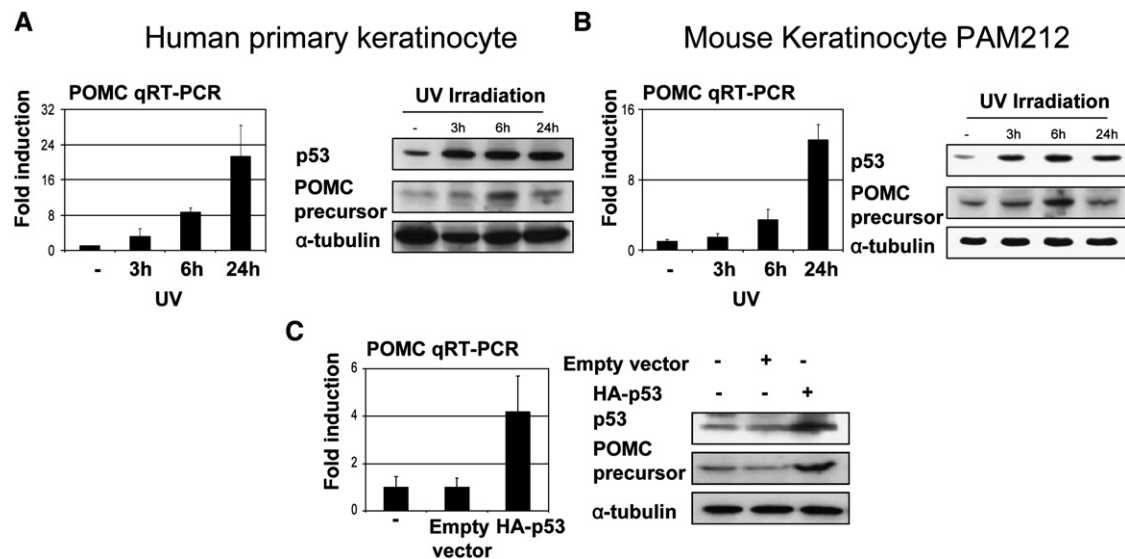 A
Human primary keratinocyte
POMC qRT-PCR
Fold induction
32
24
16
8
0
- 3h 6h 24h
UV
UV Irradiation
- 3h 6h 24h
p53
POMC
precursor
α-tubulin
B
Mouse Keratinocyte PAM212
POMC qRT-PCR
Fold induction
16
8
0
- 3h 6h 24h
UV
UV Irradiation
- 3h 6h 24h
p53
POMC
precursor
α-tubulin
C
POMC qRT-PCR
Fold induction
6
4
2
0
- Empty HA-p53
vector
Empty vector - + -
HA-p53 - - +
p53
POMC
precursor
α-tubulin